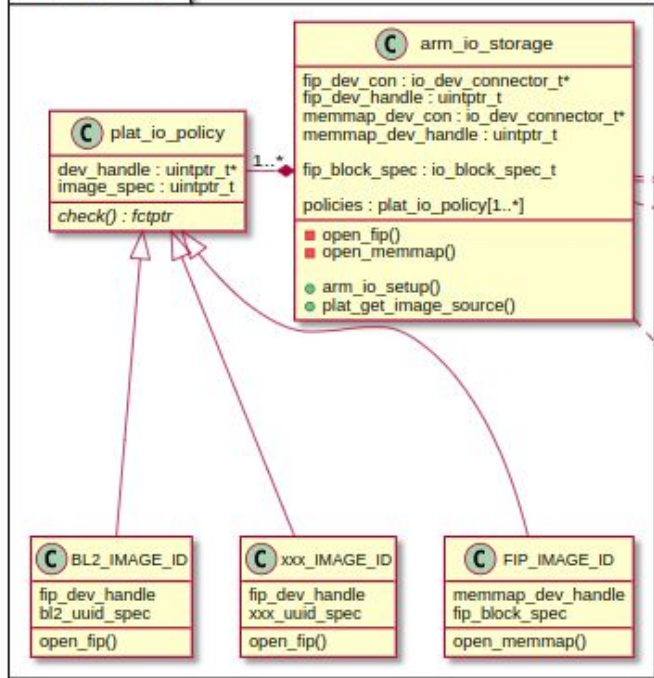 C arm_io_storage
fip_dev_con : io_dev_connector_t*
fip_dev_handle : uintptr_t
memmap_dev_con : io_dev_connector_t*
memmap_dev_handle : uintptr_t
fip_block_spec : io_block_spec_t
policies : plat_io_policy[1..*]
open_fip()
open_memmap()
arm_io_setup()
plat_get_image_source()
C plat_io_policy
dev_handle : uintptr_t*
image_spec : uintptr_t
check() : fctptr
1..*
C BL2_IMAGE_ID
fip_dev_handle
bl2_uuid_spec
open_fip()
C xxx_IMAGE_ID
fip_dev_handle
xxx_uuid_spec
open_fip()
C FIP_IMAGE_ID
memmap_dev_handle
fip_block_spec
open_memmap()